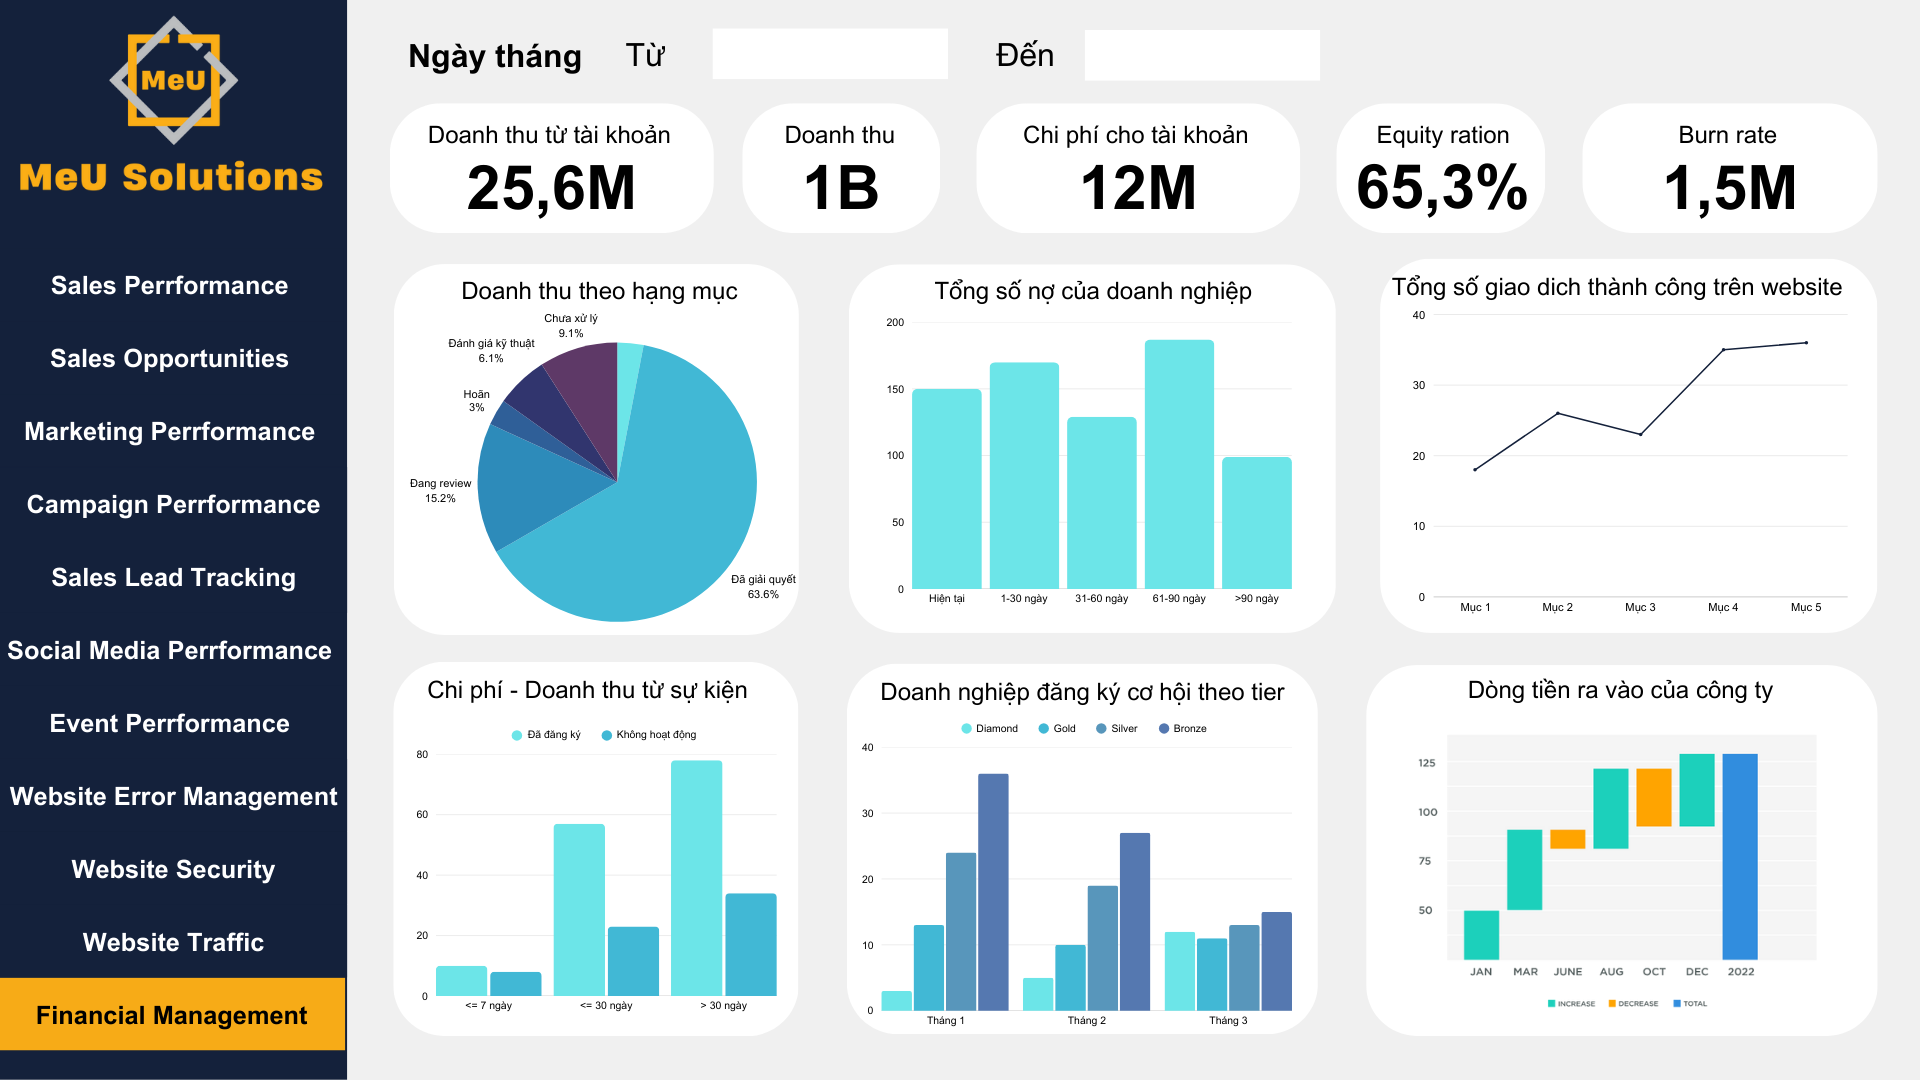 MeU
MeU Solutions
Sales Perrformance
Sales Opportunities
Marketing Perrformance
Campaign Perrformance
Sales Lead Tracking
Social Media Perrformance
Event Perrformance
Website Error Management
Website Security
Website Traffic
Financial Management
Ngày tháng Từ Đến
Doanh thu từ tài khoản
25,6M
Doanh thu
1B
Chi phí cho tài khoản
12M
Equity ration
65,3%
Burn rate
1,5M
Doanh thu theo hạng mục
Chưa xử lý
9.1%
Đánh giá kỹ thuật
6.1%
Hoãn
3%
Đang review
15.2%
Đã giải quyết
63.6%
Tổng số nợ của doanh nghiệp
200
150
100
50
0
Hiện tại 1-30 ngày 31-60 ngày 61-90 ngày >90 ngày
Tổng số giao dich thành công trên website
40
30
20
10
0
Mục 1 Mục 2 Mục 3 Mục 4 Mục 5
Chi phí - Doanh thu từ sự kiện
Đã đăng ký Không hoạt động
80
60
40
20
0
<= 7 ngày <= 30 ngày > 30 ngày
Doanh nghiệp đăng ký cơ hội theo tier
Diamond Gold Silver Bronze
40
30
20
10
0
Tháng 1 Tháng 2 Tháng 3
Dòng tiền ra vào của công ty
125
100
75
50
JAN MAR JUNE AUG OCT DEC 2022
INCREASE DECREASE TOTAL